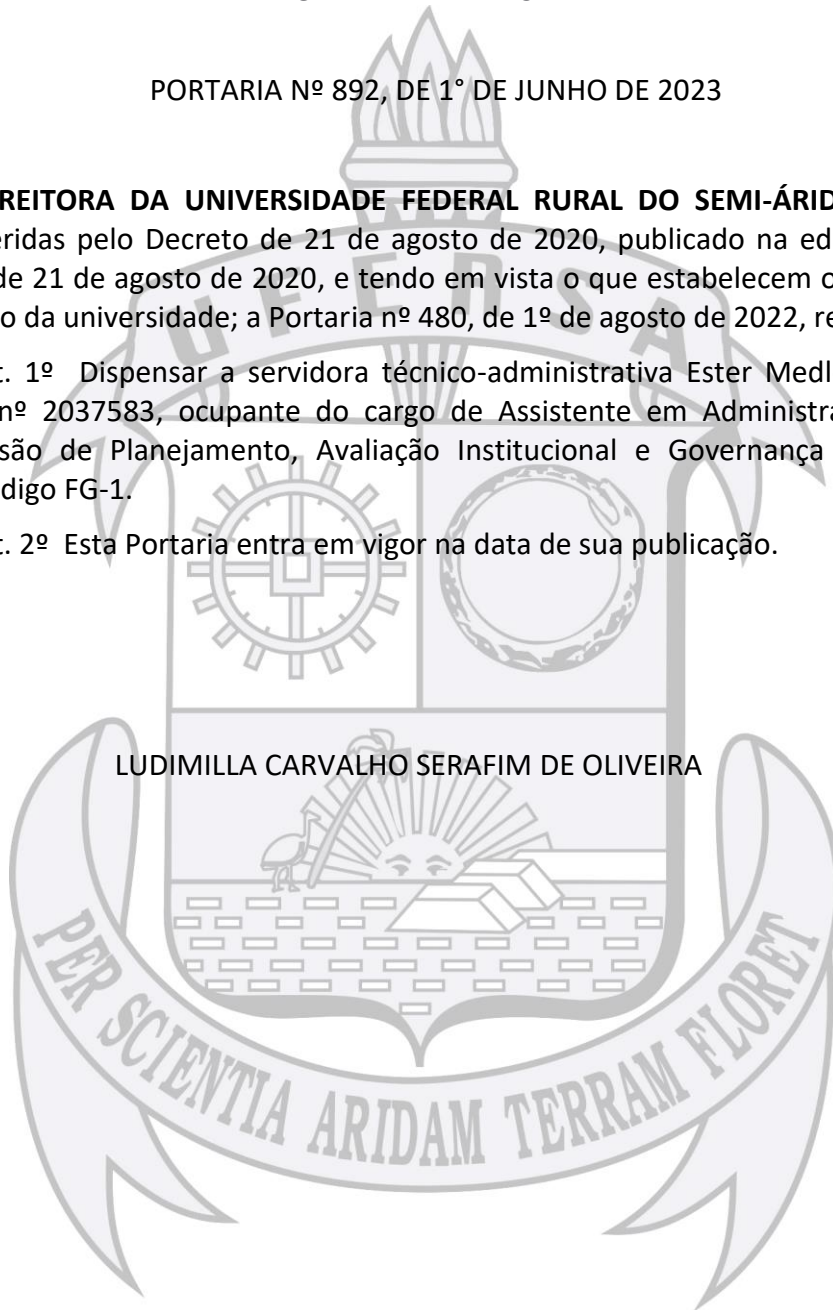 PORTARIA Nº 892, DE 1° DE JUNHO DE 2023
REITORA DA UNIVERSIDADE FEDERAL RURAL DO SEMI-ÁRID
eridas pelo Decreto de 21 de agosto de 2020, publicado na ed
de 21 de agosto de 2020, e tendo em vista o que estabelecem o
o da universidade; a Portaria nº 480, de 1º de agosto de 2022, re
t. 1º Dispensar a servidora técnico-administrativa Ester Medl
nº 2037583, ocupante do cargo de Assistente em Administra
são de Planejamento, Avaliação Institucional e Governança
digo FG-1.
t. 2º Esta Portaria entra em vigor na data de sua publicação.
LUDIMILLA CARVALHO SERAFIM DE OLIVEIRA
UFERSA
PER SCIENTIA ARIDAM TERRAM FLORET